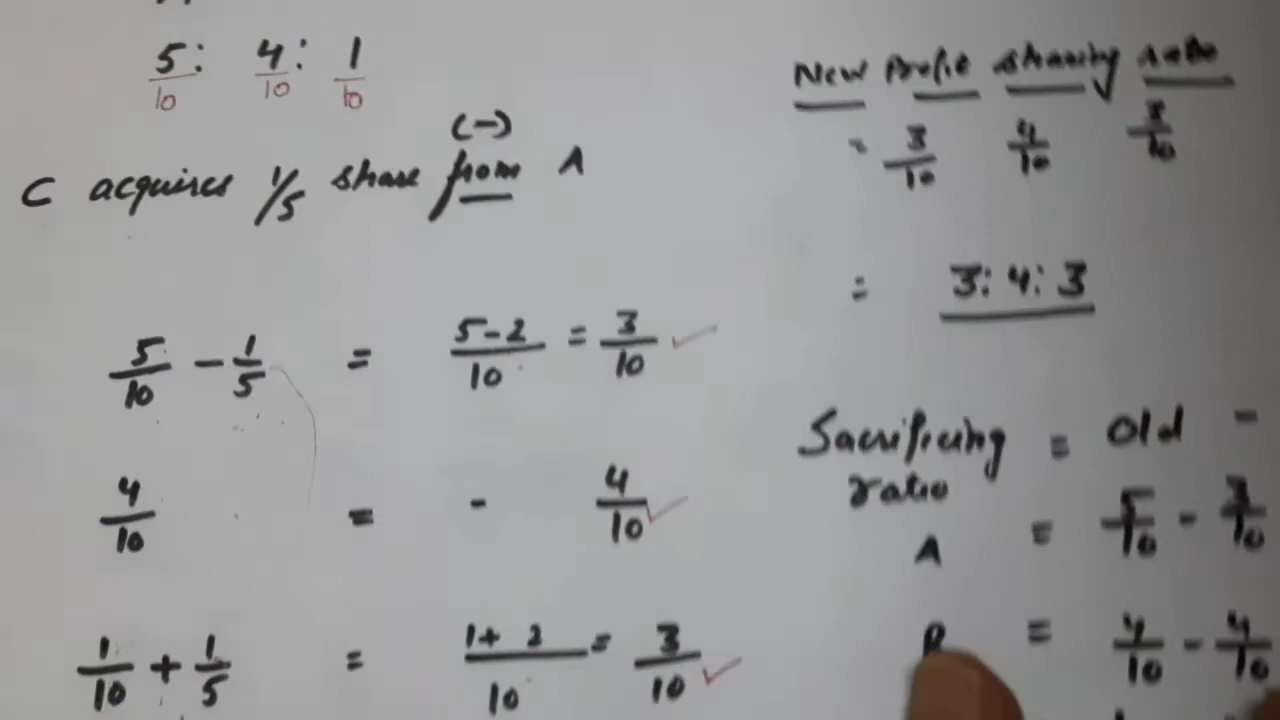 5: 4: 1
10 10 10
(-)
C acquires 1/5 share from A
5/10 - 1/5 = 5-2/10 = 3/10 ✓
4/10 = - 4/10 ✓
1/10 + 1/5 = 1+ 2/10 = 3/10 ✓
New Profit sharing ratio
= 3/10 4/10 3/10
= 3: 4: 3
Sacrificing ratio = Old -
A = 5/10 - 3/10
= 4/10 - 4/10